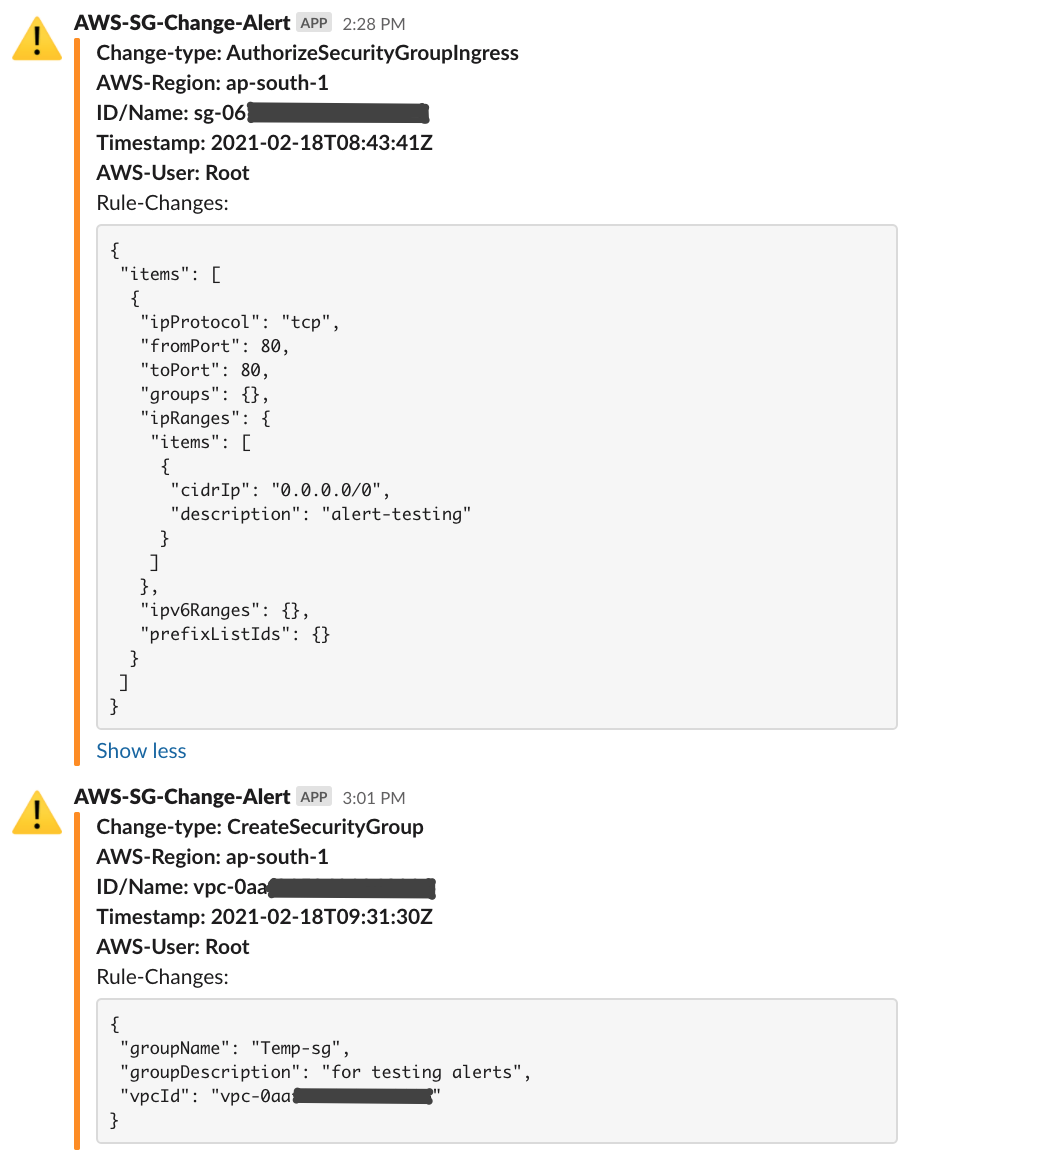 AWS-SG-Change-Alert APP 2:28 PM
Change-type: AuthorizeSecurityGroupIngress
AWS-Region: ap-south-1
ID/Name: sg-06
Timestamp: 2021-02-18T08:43:41Z
AWS-User: Root
Rule-Changes:
{
"items": [
{
"ipProtocol": "tcp",
"fromPort": 80,
"toPort": 80,
"groups": {},
"ipRanges": {
"items": [
{
"cidrIp": "0.0.0.0/0",
"description": "alert-testing"
}
]
},
"ipv6Ranges": {},
"prefixListIds": {}
}
]
}
Show less
AWS-SG-Change-Alert APP 3:01 PM
Change-type: CreateSecurityGroup
AWS-Region: ap-south-1
ID/Name: vpc-0aa
Timestamp: 2021-02-18T09:31:30Z
AWS-User: Root
Rule-Changes:
{
"groupName": "Temp-sg",
"groupDescription": "for testing alerts",
"vpcId": "vpc-0aa"
}